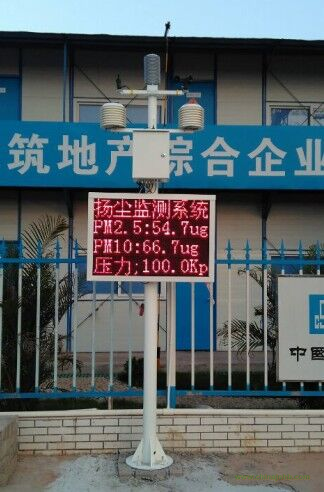 筑地产综合企业
扬尘监测系统
PM2.5:54.7ug
PM10:66.7ug
压力:100.0Kp
中